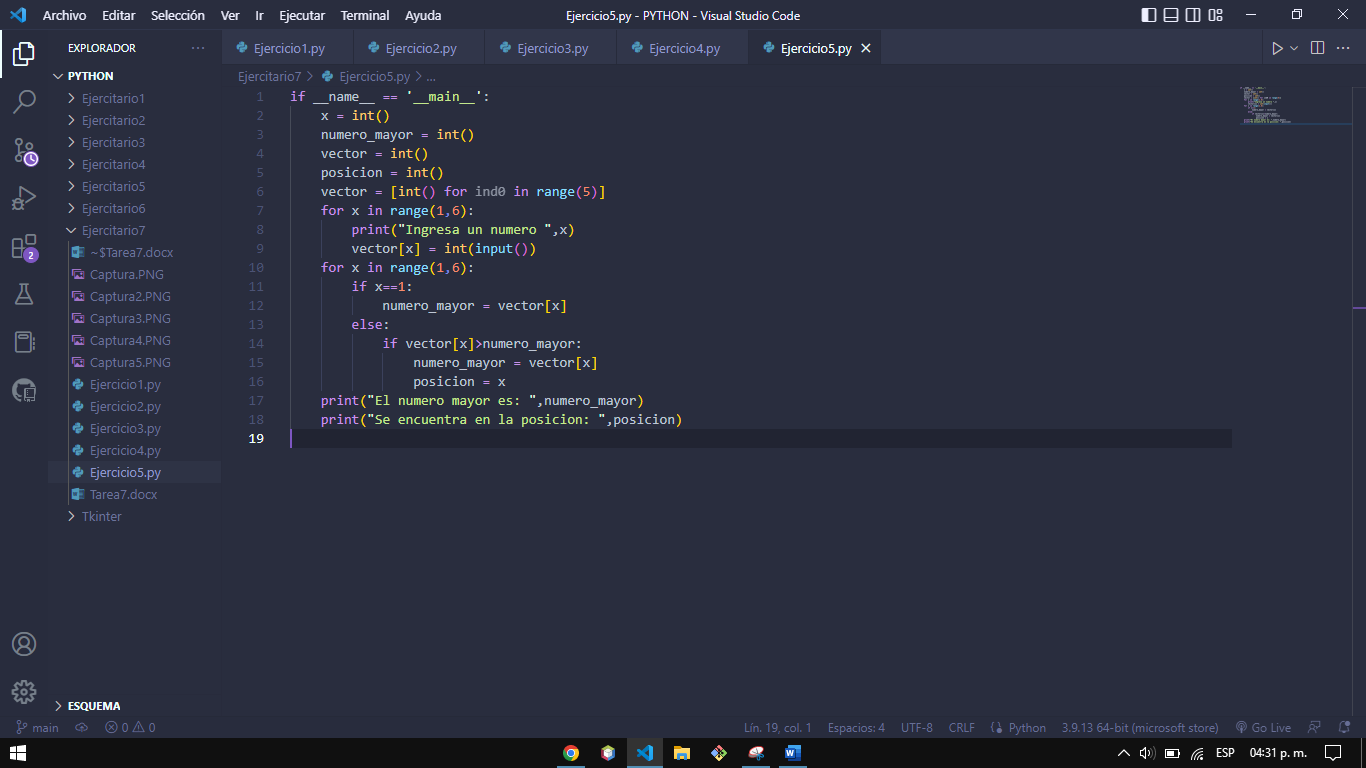 Archivo Editar Selección Ver Ir Ejecutar Terminal Ayuda
Ejercicio5.py - PYTHON - Visual Studio Code
EXPLORADOR
Ejercicio1.py Ejercicio2.py Ejercicio3.py Ejercicio4.py Ejercicio5.py
PYTHON
Ejercitario1
Ejercitario2
Ejercitario3
Ejercitario4
Ejercitario5
Ejercitario6
Ejercitario7
~$Tarea7.docx
Captura.PNG
Captura2.PNG
Captura3.PNG
Captura4.PNG
Captura5.PNG
Ejercicio1.py
Ejercicio2.py
Ejercicio3.py
Ejercicio4.py
Ejercicio5.py
Tarea7.docx
Tkinter
ESQUEMA
2
Ejercitario7 > Ejercicio5.py > ...
1 if __name__ == '__main__':
2 x = int()
3 numero_mayor = int()
4 vector = int()
5 posicion = int()
6 vector = [int() for ind0 in range(5)]
7 for x in range(1,6):
8 print("Ingresa un numero ",x)
9 vector[x] = int(input())
10 for x in range(1,6):
11 if x==1:
12 numero_mayor = vector[x]
13 else:
14 if vector[x]>numero_mayor:
15 numero_mayor = vector[x]
16 posicion = x
17 print("El numero mayor es: ",numero_mayor)
18 print("Se encuentra en la posicion: ",posicion)
19
main 0 0 Lín. 19, col. 1 Espacios: 4 UTF-8 CRLF Python 3.9.13 64-bit (microsoft store) Go Live
ESP 04:31 p. m.